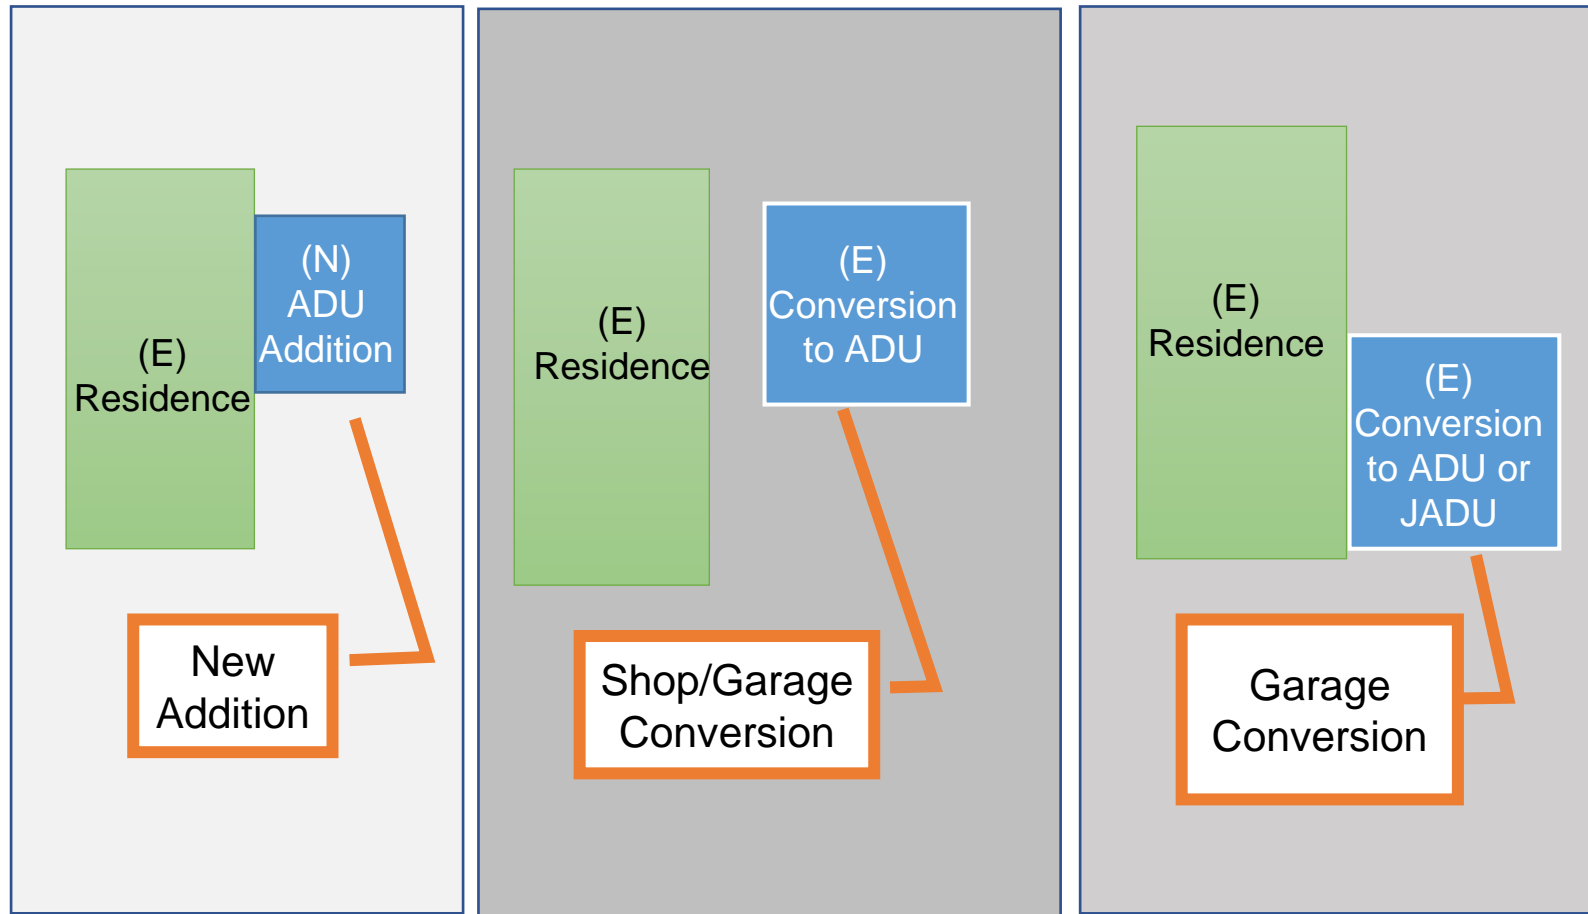 (E)
Residence
(N)
ADU
Addition
New
Addition
(E)
Residence
(E)
Conversion
to ADU
Shop/Garage
Conversion
(E)
Residence
(E)
Conversion
to ADU or
JADU
Garage
Conversion